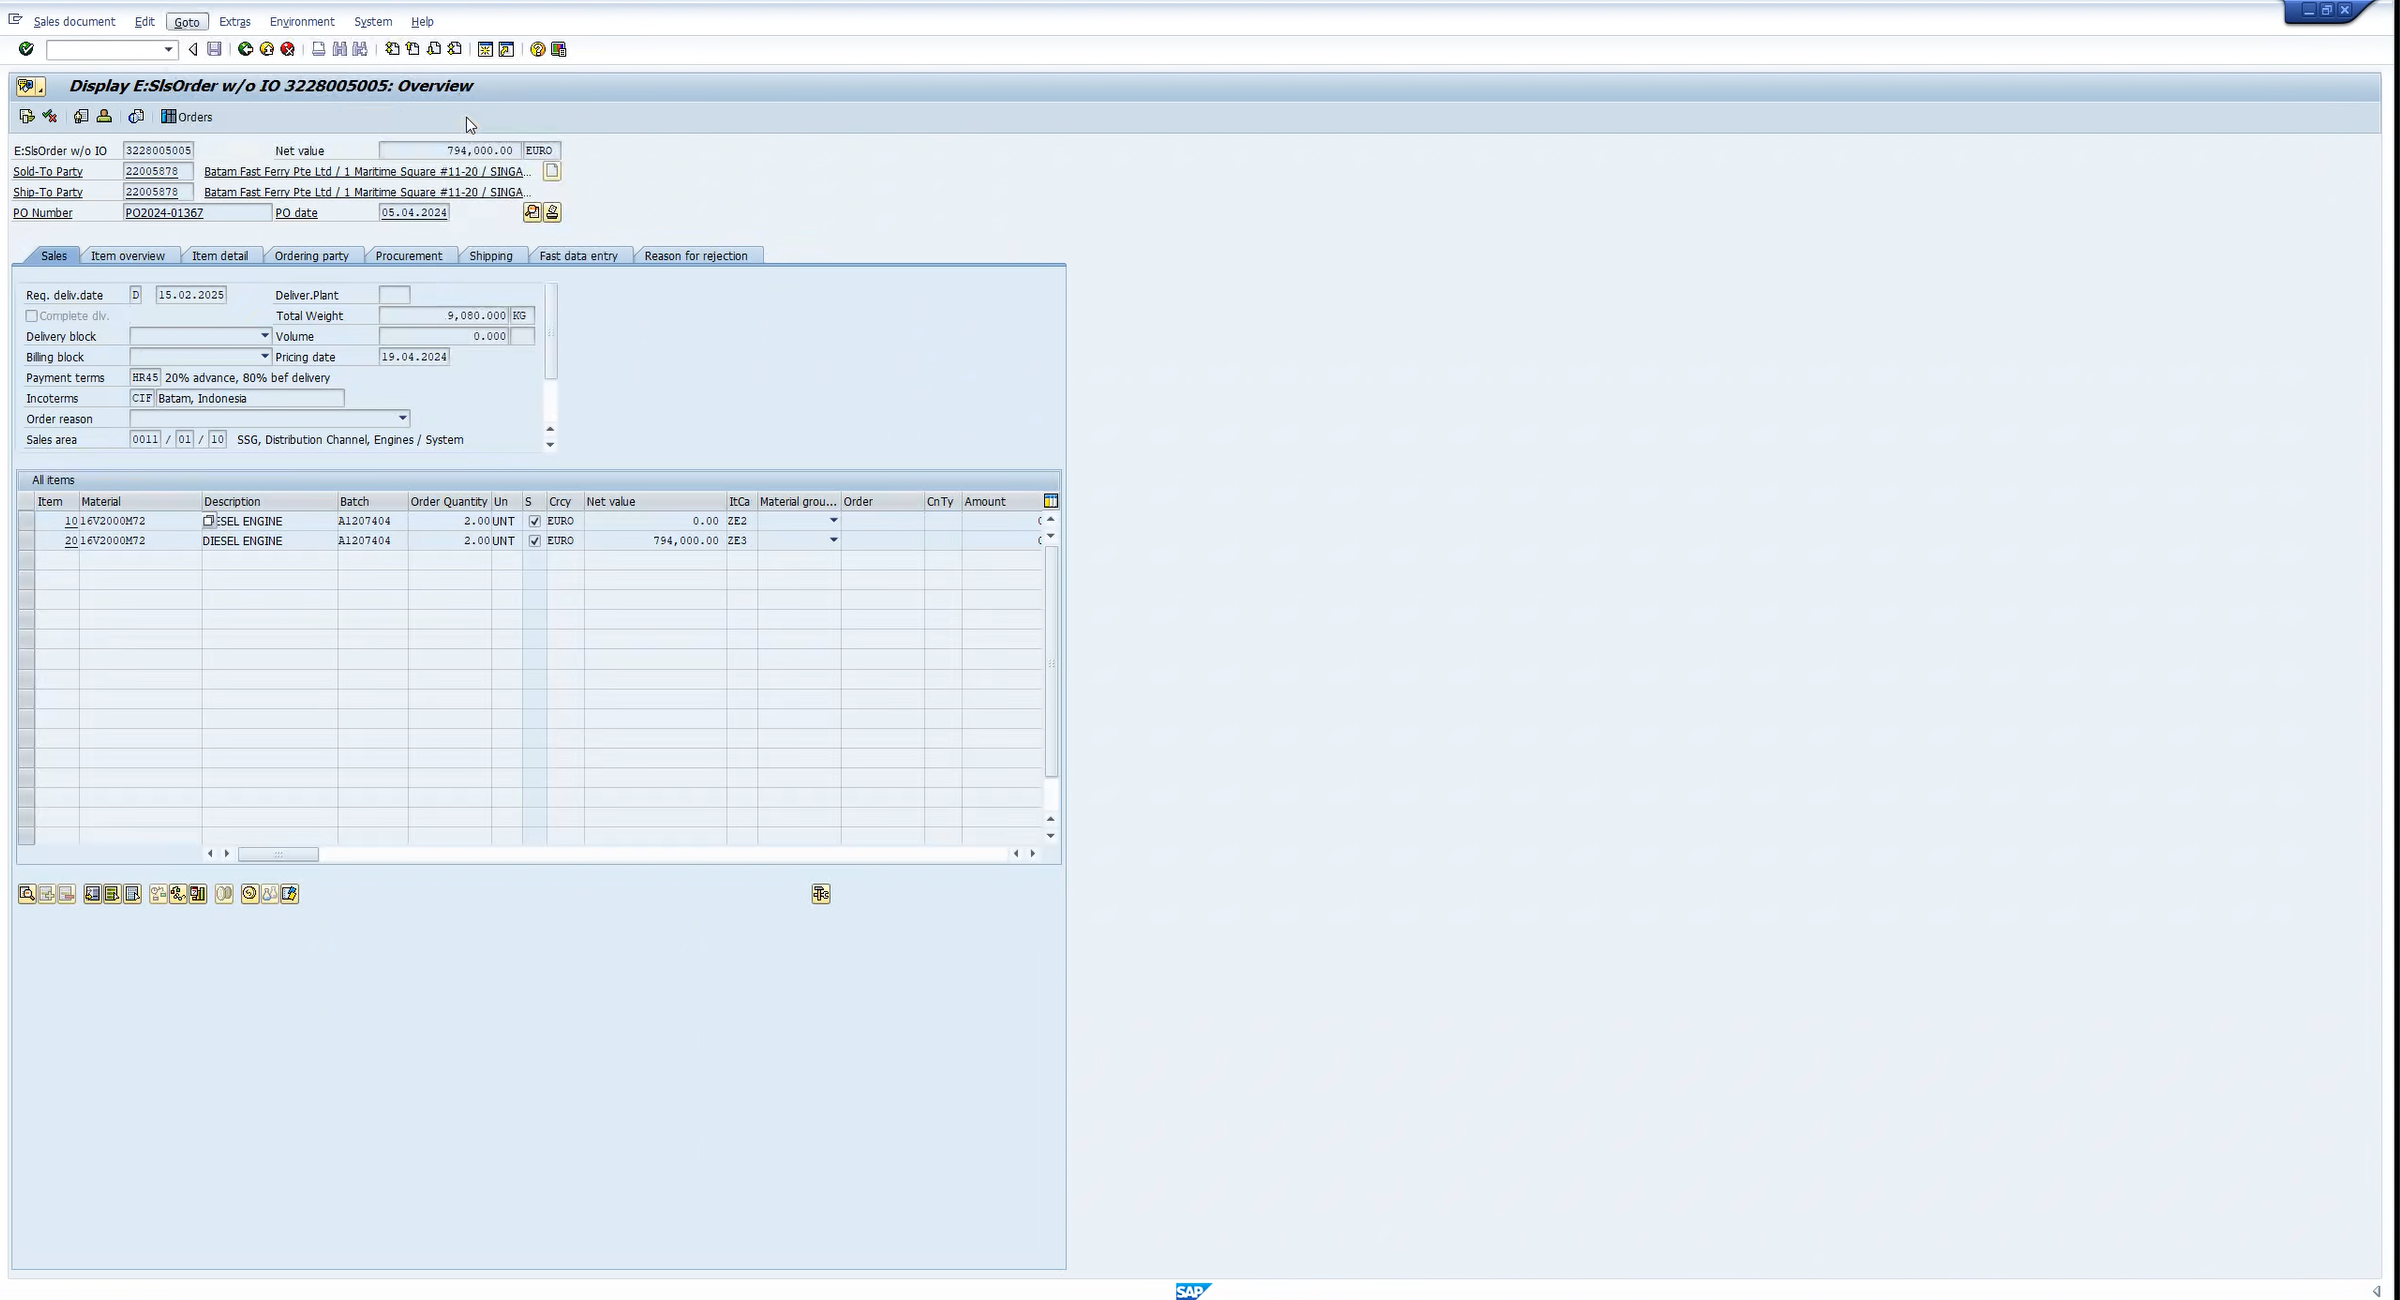 Sales document Edit Goto Extras Environment System Help
Display E:SlsOrder w/o IO 3228005005: Overview
Orders
E:SlsOrder w/o IO 3228005005 Net value 794,000.00 EURO
Sold-To Party 22005878 Batam Fast Ferry Pte Ltd / 1 Maritime Square #11-20 / SINGA...
Ship-To Party 22005878 Batam Fast Ferry Pte Ltd / 1 Maritime Square #11-20 / SINGA...
PO Number PO2024-01367 PO date 05.04.2024
Sales Item overview Item detail Ordering party Procurement Shipping Fast data entry Reason for rejection
Req. deliv.date D 15.02.2025 Deliver.Plant
Complete dlv. Total Weight 9,080.000 KG
Delivery block Volume 0.000
Billing block Pricing date 19.04.2024
Payment terms HR45 20% advance, 80% bef delivery
Incoterms CIF Batam, Indonesia
Order reason
Sales area 0011 / 01 / 10 SSG, Distribution Channel, Engines / System
All items
Item Material Description Batch Order Quantity Un S Crcy Net value ItCa Material grou... Order CnTy Amount
10 16V2000M72 ESEL ENGINE A1207404 2.00 UNT EURO 0.00 ZE2
20 16V2000M72 DIESEL ENGINE A1207404 2.00 UNT EURO 794,000.00 ZE3
SAP